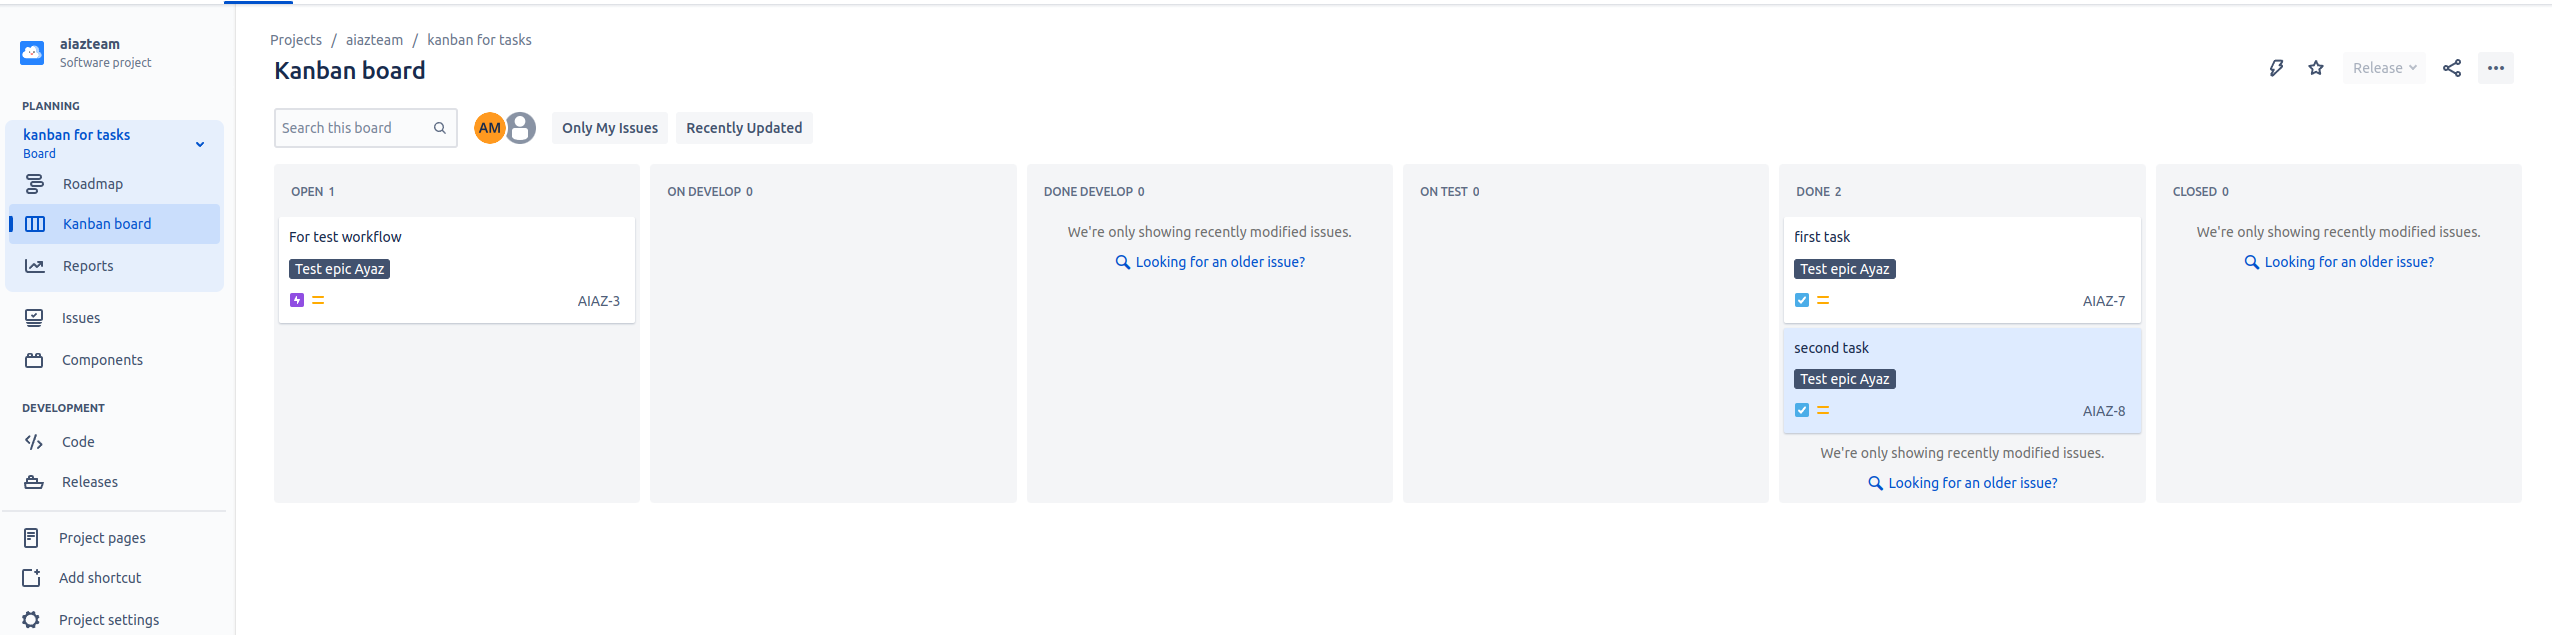 aiazteam
Software project
PLANNING
kanban for tasks
Board
Roadmap
Kanban board
Reports
Issues
Components
DEVELOPMENT
Code
Releases
Project pages
Add shortcut
Project settings
Projects / aiazteam / kanban for tasks
Kanban board
Release
Search this board
AM
Only My Issues
Recently Updated
OPEN 1
For test workflow
Test epic Ayaz
AIAZ-3
ON DEVELOP 0
DONE DEVELOP 0
We're only showing recently modified issues.
Looking for an older issue?
ON TEST 0
DONE 2
first task
Test epic Ayaz
AIAZ-7
second task
Test epic Ayaz
AIAZ-8
We're only showing recently modified issues.
Looking for an older issue?
CLOSED 0
We're only showing recently modified issues.
Looking for an older issue?